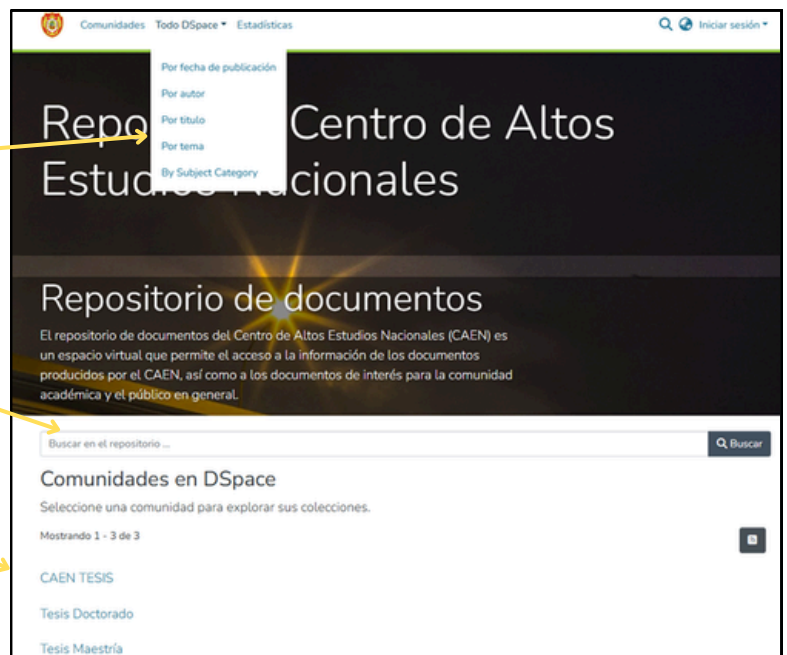 Comunidades Todo DSpace Estadísticas Iniciar sesión
Por fecha de publicación
Por autor
Por título
Por tema
By Subject Category
Repo Centro de Altos
Estudios Nacionales
Repositorio de documentos
El repositorio de documentos del Centro de Altos Estudios Nacionales (CAEN) es
un espacio virtual que permite el acceso a la información de los documentos
producidos por el CAEN, así como a los documentos de interés para la comunidad
académica y el público en general.
Buscar en el repositorio ... Buscar
Comunidades en DSpace
Seleccione una comunidad para explorar sus colecciones.
Mostrando 1 - 3 de 3
CAEN TESIS
Tesis Doctorado
Tesis Maestría